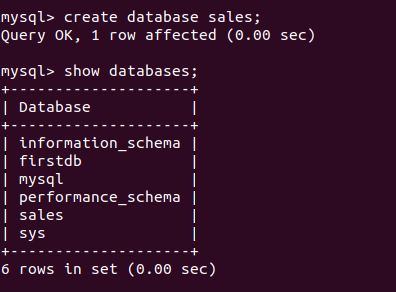 mysql> create database sales;
Query OK, 1 row affected (0.00 sec)
mysql> show databases;
+--------------------+
| Database           |
+--------------------+
| information_schema |
| firstdb            |
| mysql              |
| performance_schema |
| sales              |
| sys                |
+--------------------+
6 rows in set (0.00 sec)